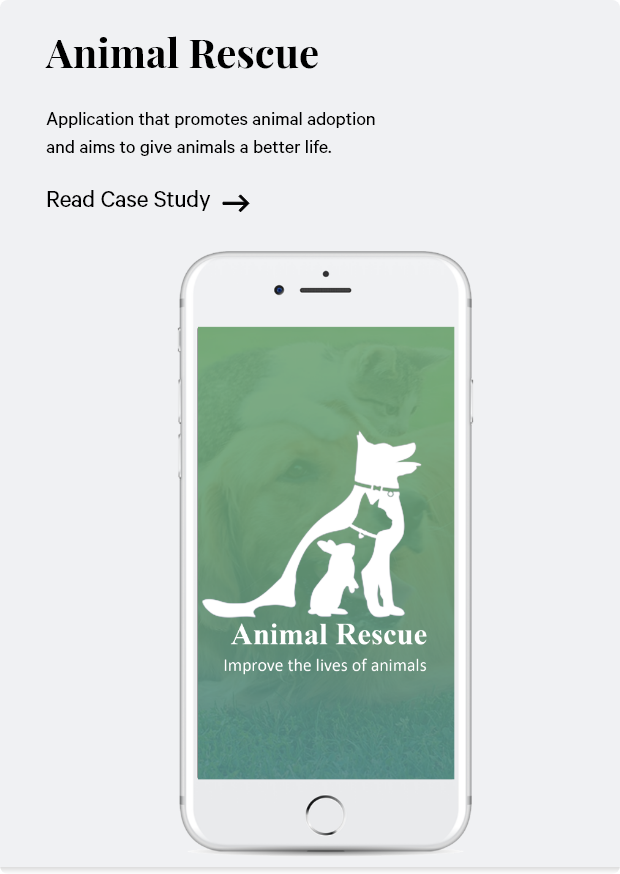 Animal Rescue
Application that promotes animal adoption
and aims to give animals a better life.
Read Case Study →
Animal Rescue
Improve the lives of animals